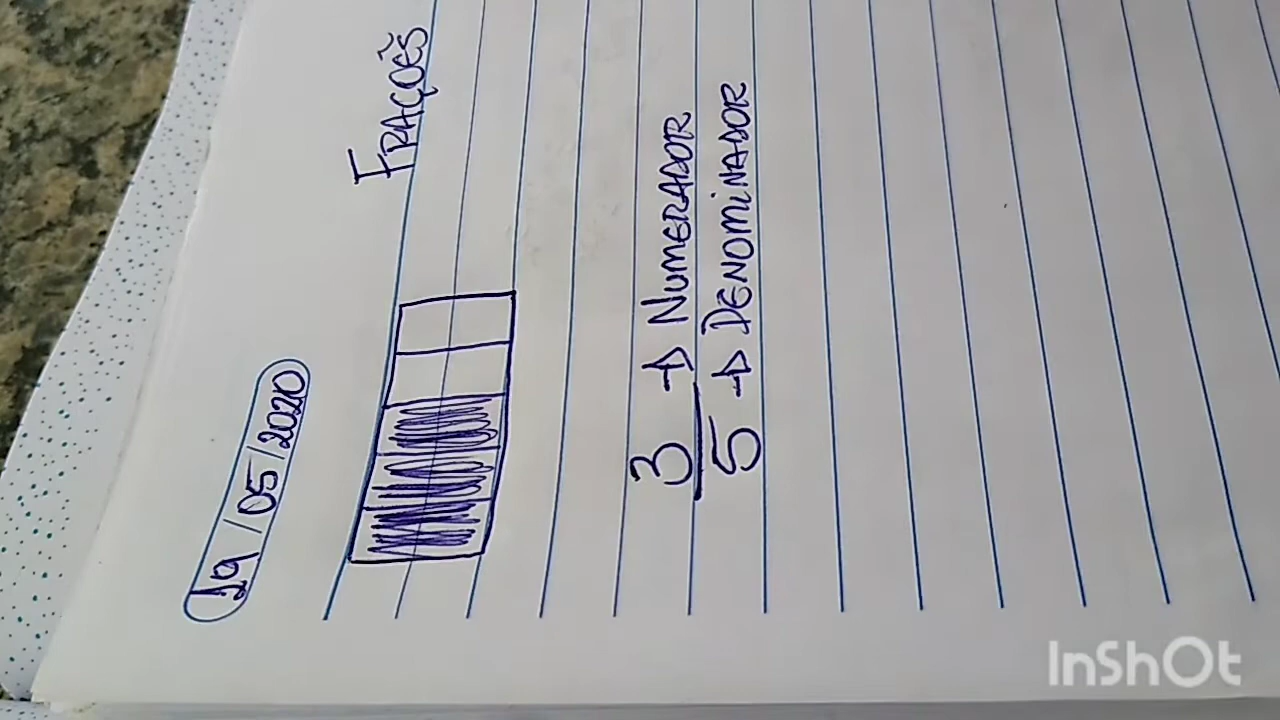 19/05/2020
FRAÇÕES
3 → NUMERADOR
5 → DENOMINADOR
InShOt